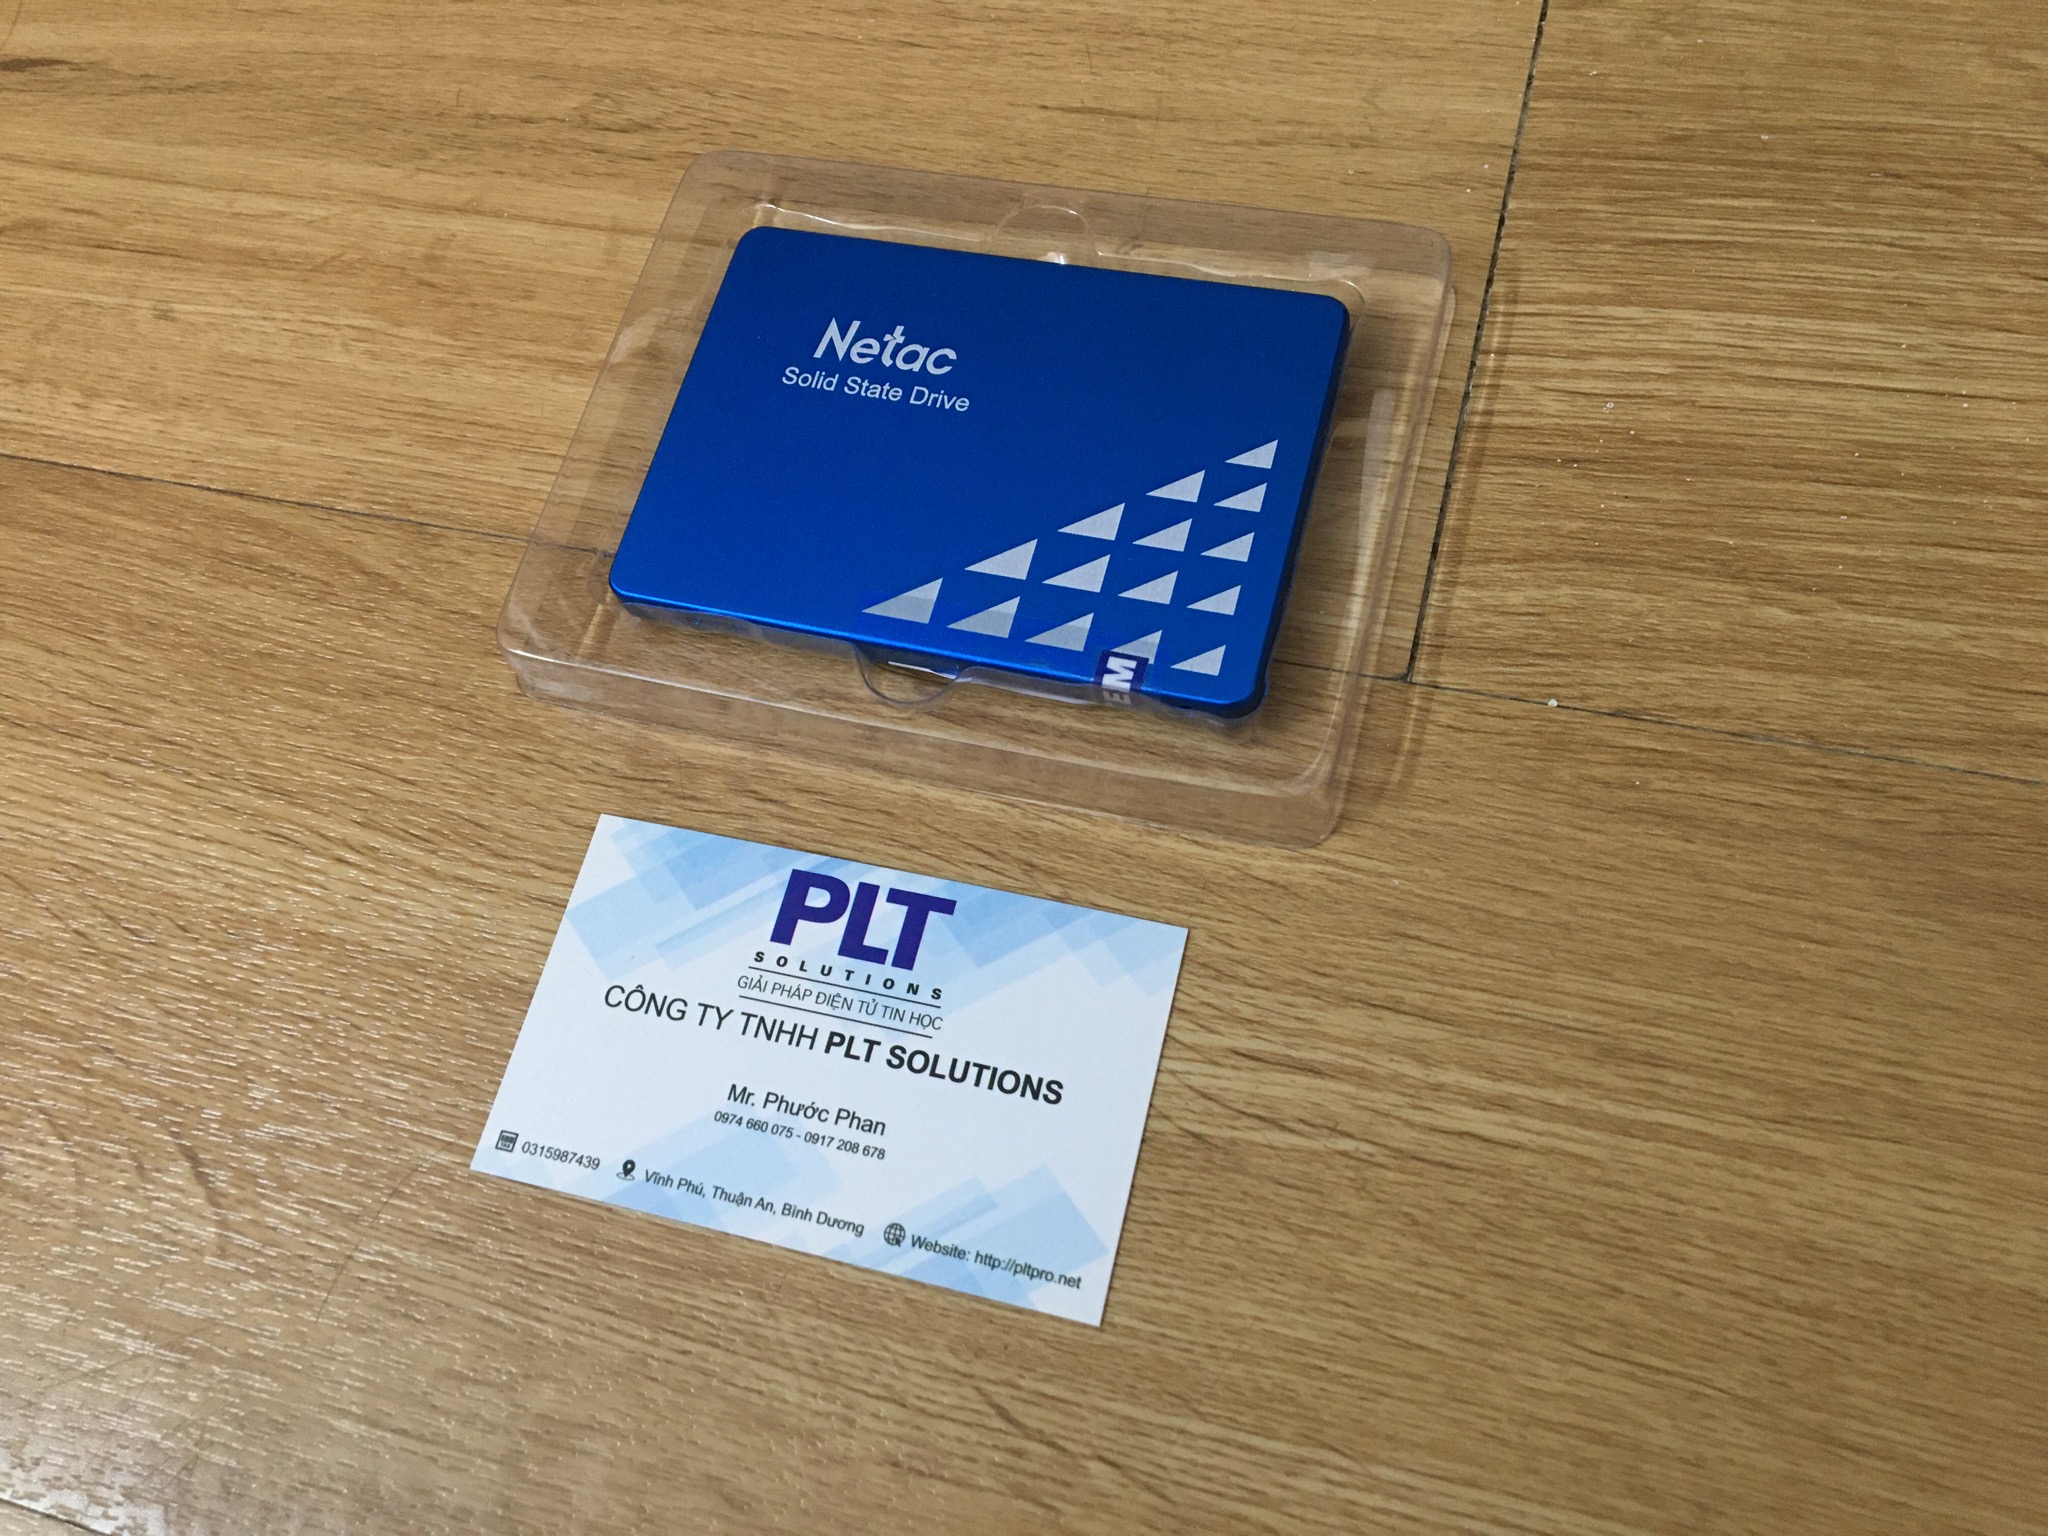 Netac
Solid State Drive
EM
PLT
SOLUTIONS
GIẢI PHÁP ĐIỆN TỬ TIN HỌC
CÔNG TY TNHH PLT SOLUTIONS
Mr. Phước Phan
0974 660 075 - 0917 208 678
0315987439
Vĩnh Phú, Thuận An, Bình Dương
Website: http://pltpro.net